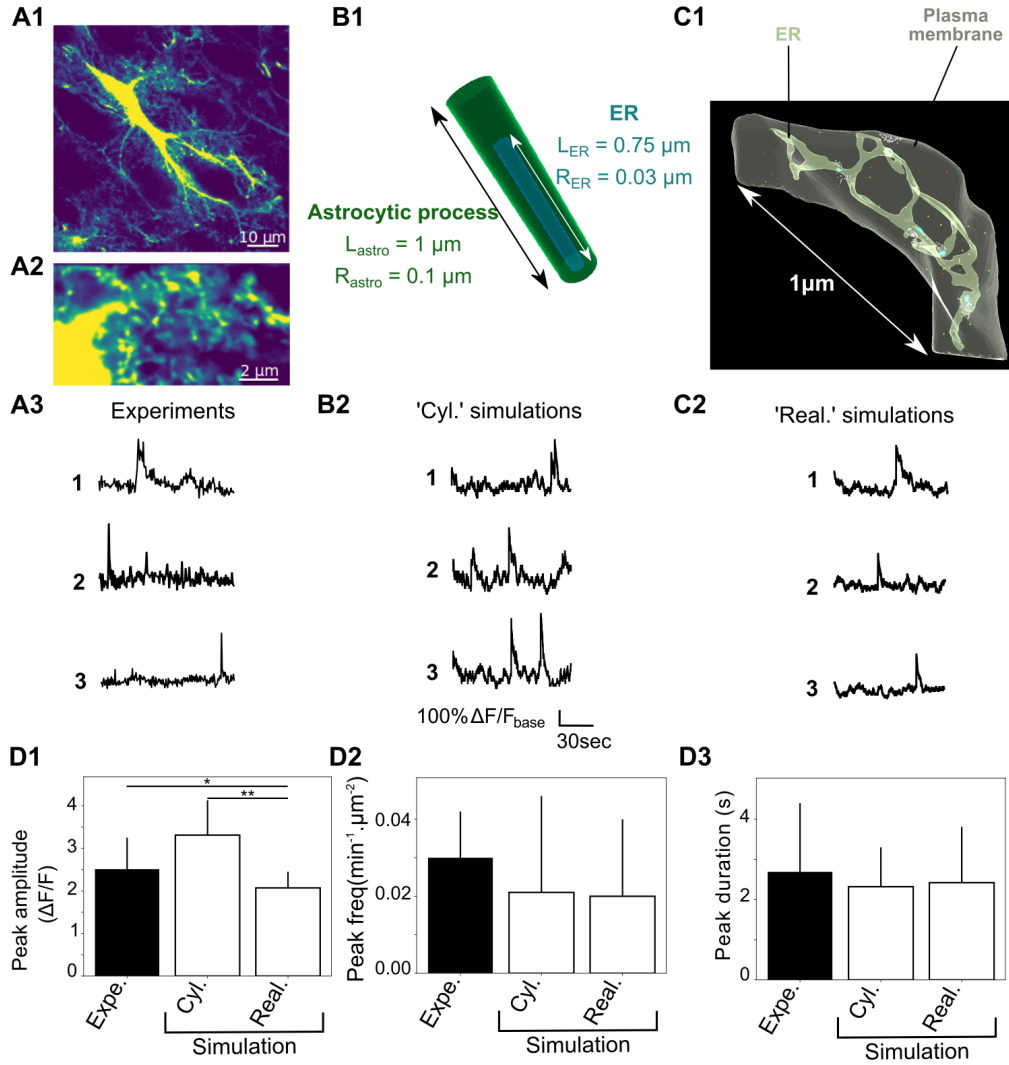 A1
10 µm
A2
2 µm
B1
ER
L_ER = 0.75 µm
R_ER = 0.03 µm
Astrocytic process
L_astro = 1 µm
R_astro = 0.1 µm
C1
ER
Plasma
membrane
1µm
A3
Experiments
1
2
3
B2
'Cyl.' simulations
1
2
3
100% ΔF/F_base
30sec
C2
'Real.' simulations
1
2
3
D1
Peak amplitude
(ΔF/F)
4
3
2
1
0
*
**
Expe.
Cyl.
Real.
Simulation
D2
Peak freq(min⁻¹.µm⁻²)
0.04
0.02
0.00
Expe.
Cyl.
Real.
Simulation
D3
Peak duration (s)
4
2
0
Expe.
Cyl.
Real.
Simulation